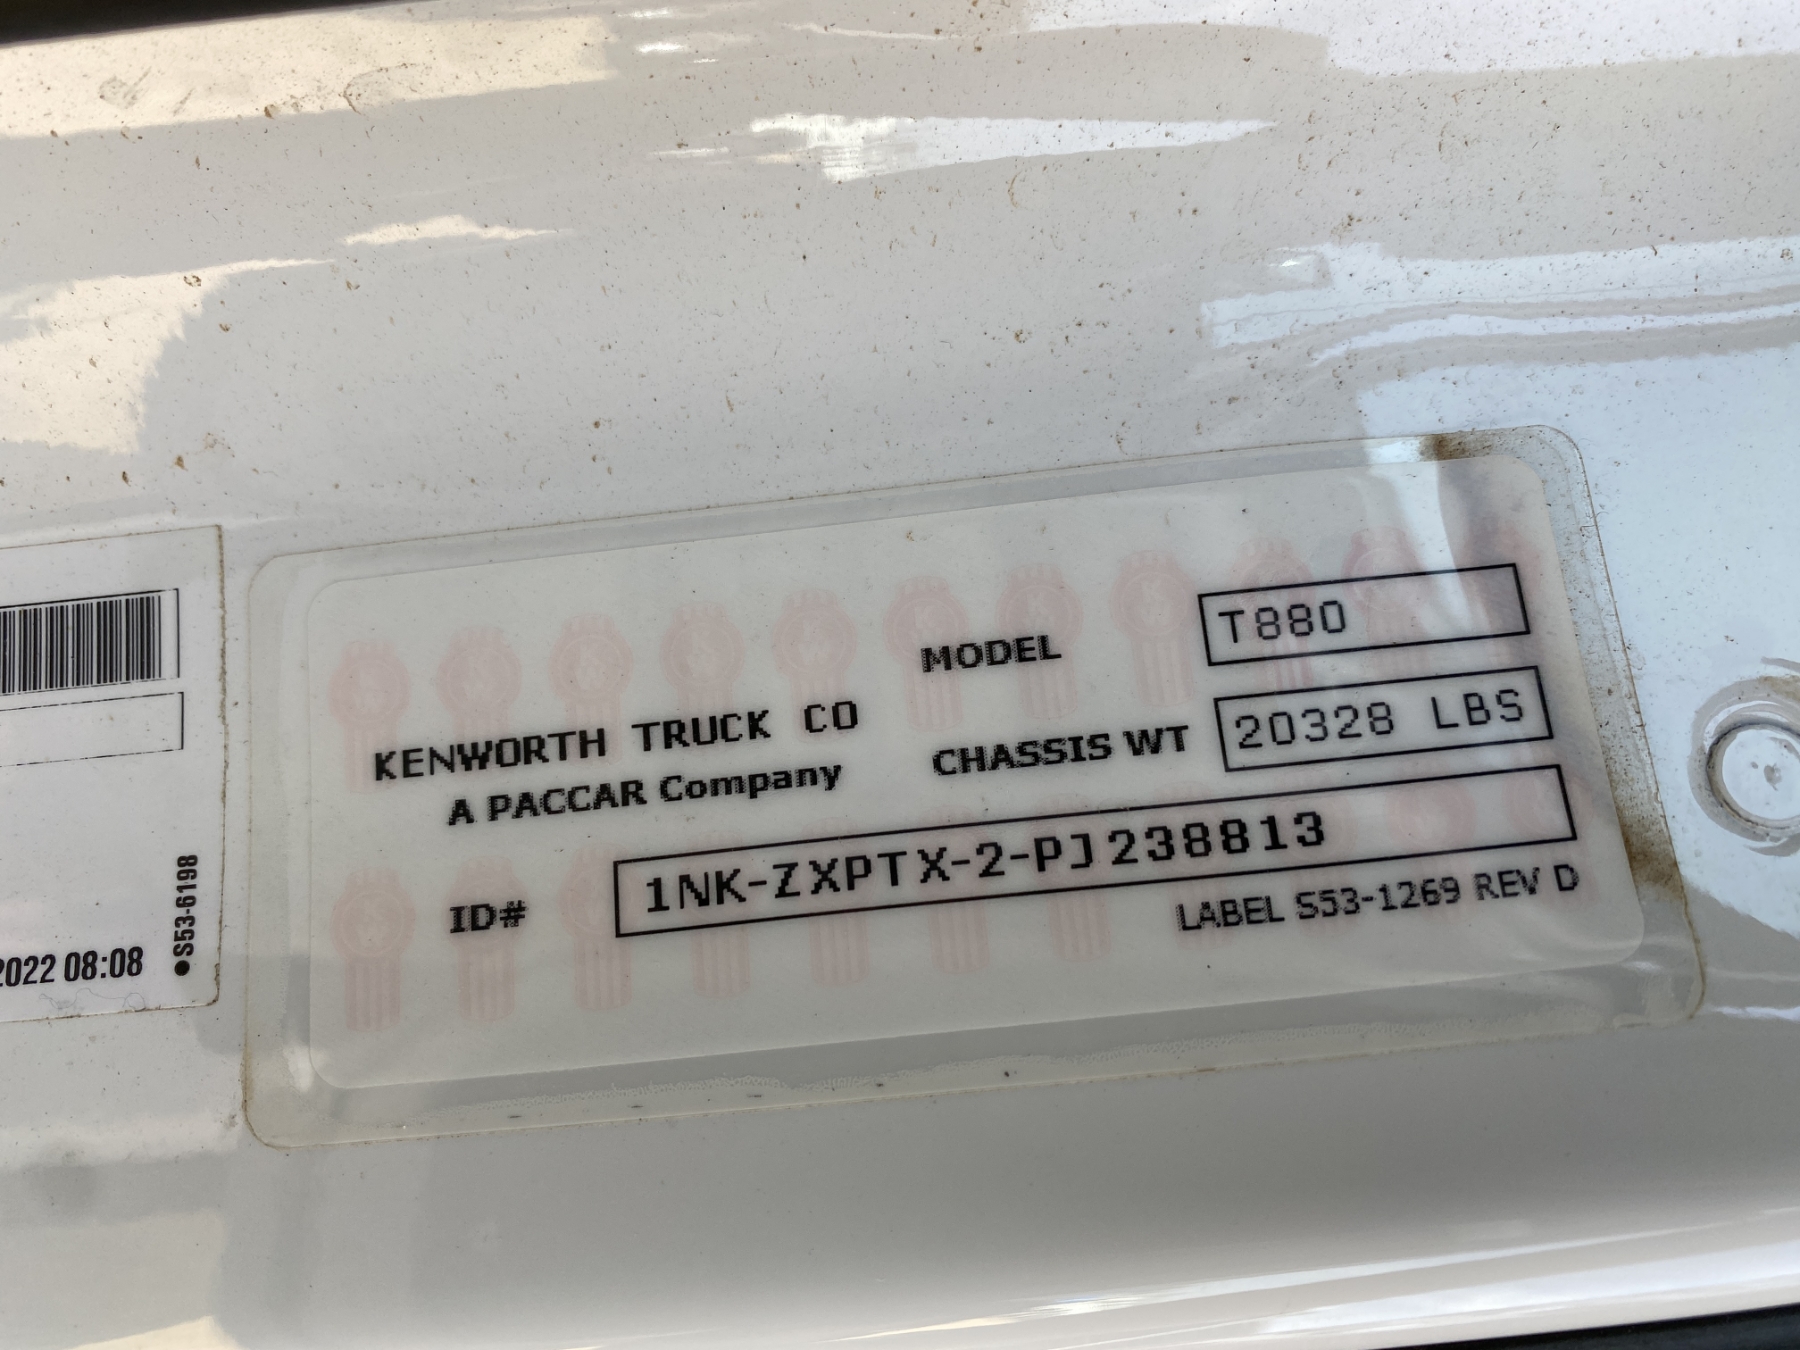 MODEL T880
KENWORTH TRUCK CO
A PACCAR Company
CHASSIS WT 20328 LBS
ID# 1NK-ZXPTX-2-PJ238813
LABEL S53-1269 REV D
●S53-6198
2022 08:08